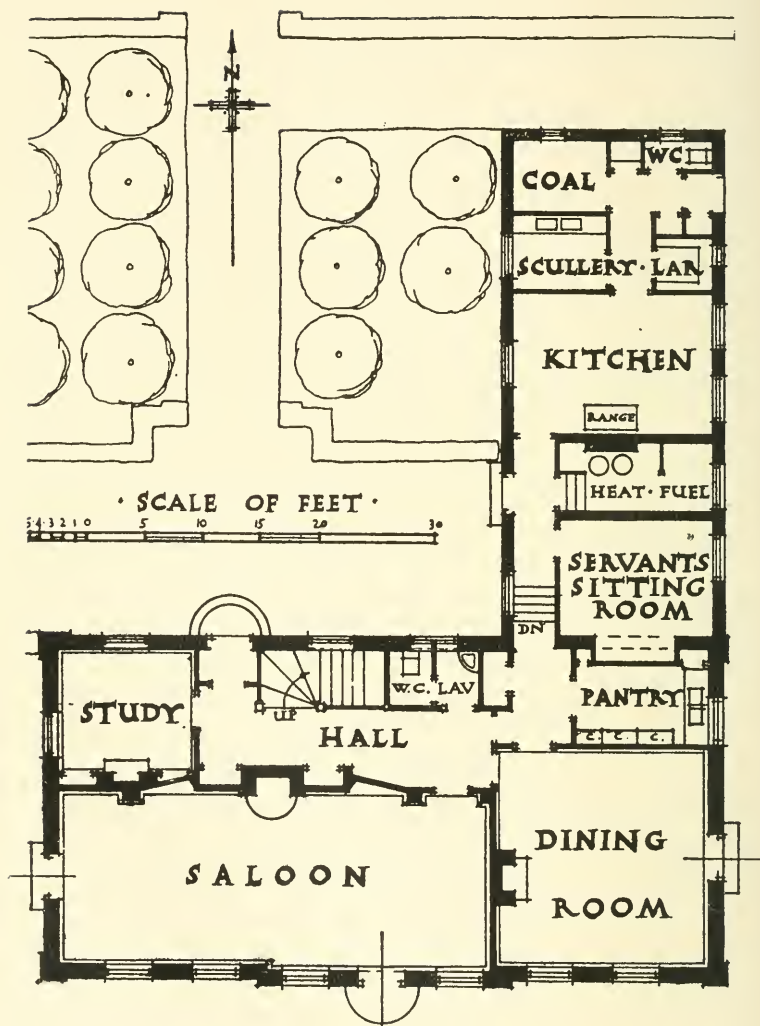 N
WC
COAL
SCULLERY · LAR
KITCHEN
RANGE
HEAT · FUEL
· SCALE OF FEET ·
5 4 3 2 1 0 5 10 15 20 30
SERVANTS
SITTING
ROOM
DN
W.C. LAV
PANTRY
STUDY
UP
HALL
C. C. C.
DINING
SALOON
ROOM